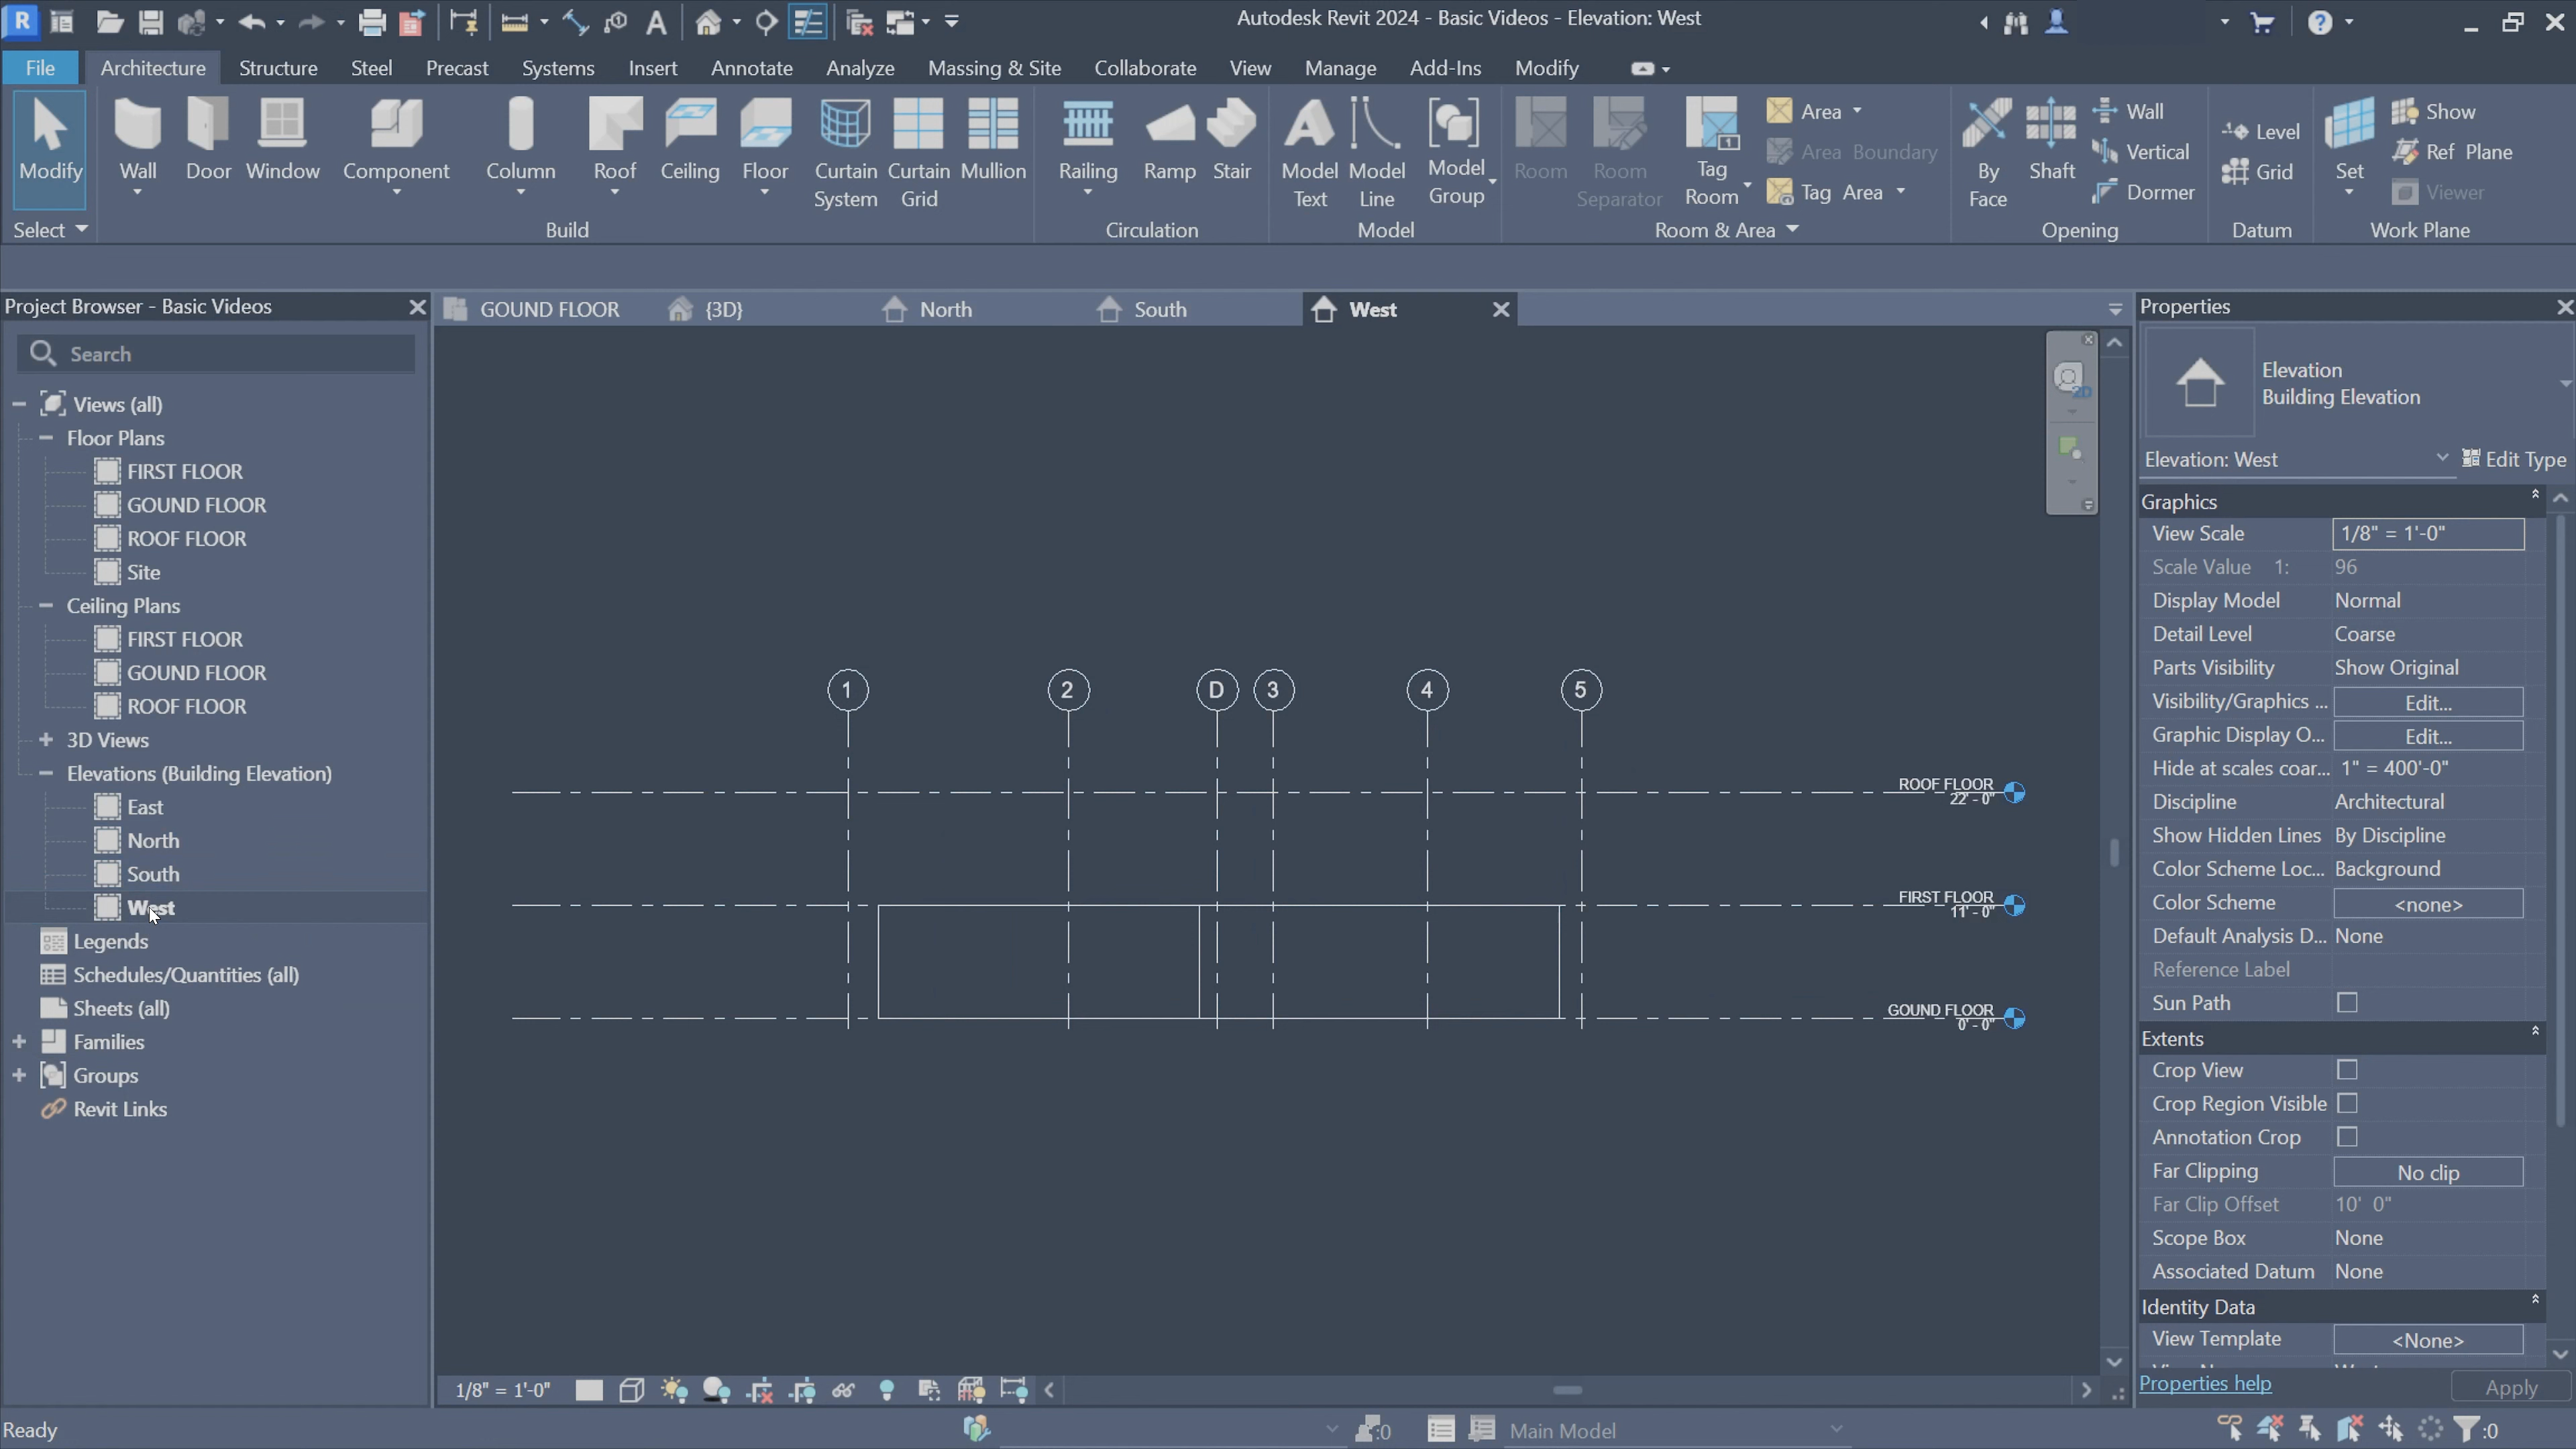 Autodesk Revit 2024 - Basic Videos - Elevation: West
File Architecture Structure Steel Precast Systems Insert Annotate Analyze Massing & Site Collaborate View Manage Add-Ins Modify
Modify
Wall
Door
Window
Component
Column
Roof
Ceiling
Floor
Curtain System
Curtain Grid
Mullion
Railing
Ramp
Stair
Model Text
Model Line
Model Group
Room
Room Separator
Tag Room
1
Area
Area Boundary
Tag Area
By Face
Shaft
Wall
Vertical
Dormer
Level
Grid
Set
Show
Ref Plane
Viewer
Select
Build
Circulation
Model
Room & Area
Opening
Datum
Work Plane
Project Browser - Basic Videos
Search
Views (all)
Floor Plans
FIRST FLOOR
GOUND FLOOR
ROOF FLOOR
Site
Ceiling Plans
FIRST FLOOR
GOUND FLOOR
ROOF FLOOR
3D Views
Elevations (Building Elevation)
East
North
South
West
Legends
Schedules/Quantities (all)
Sheets (all)
Families
Groups
Revit Links
GOUND FLOOR
{3D}
North
South
West
2D
1 2 D 3 4 5
ROOF FLOOR
22' - 0"
FIRST FLOOR
11' - 0"
GOUND FLOOR
0' - 0"
Properties
Elevation
Building Elevation
Elevation: West
Edit Type
Graphics
View Scale 1/8" = 1'-0"
Scale Value 1: 96
Display Model Normal
Detail Level Coarse
Parts Visibility Show Original
Visibility/Graphics ... Edit...
Graphic Display O... Edit...
Hide at scales coar... 1" = 400'-0"
Discipline Architectural
Show Hidden Lines By Discipline
Color Scheme Loc... Background
Color Scheme <none>
Default Analysis D... None
Reference Label
Sun Path
Extents
Crop View
Crop Region Visible
Annotation Crop
Far Clipping No clip
Far Clip Offset 10' 0"
Scope Box None
Associated Datum None
Identity Data
View Template <None>
Properties help
Apply
1/8" = 1'-0"
Ready
:0
Main Model
:0